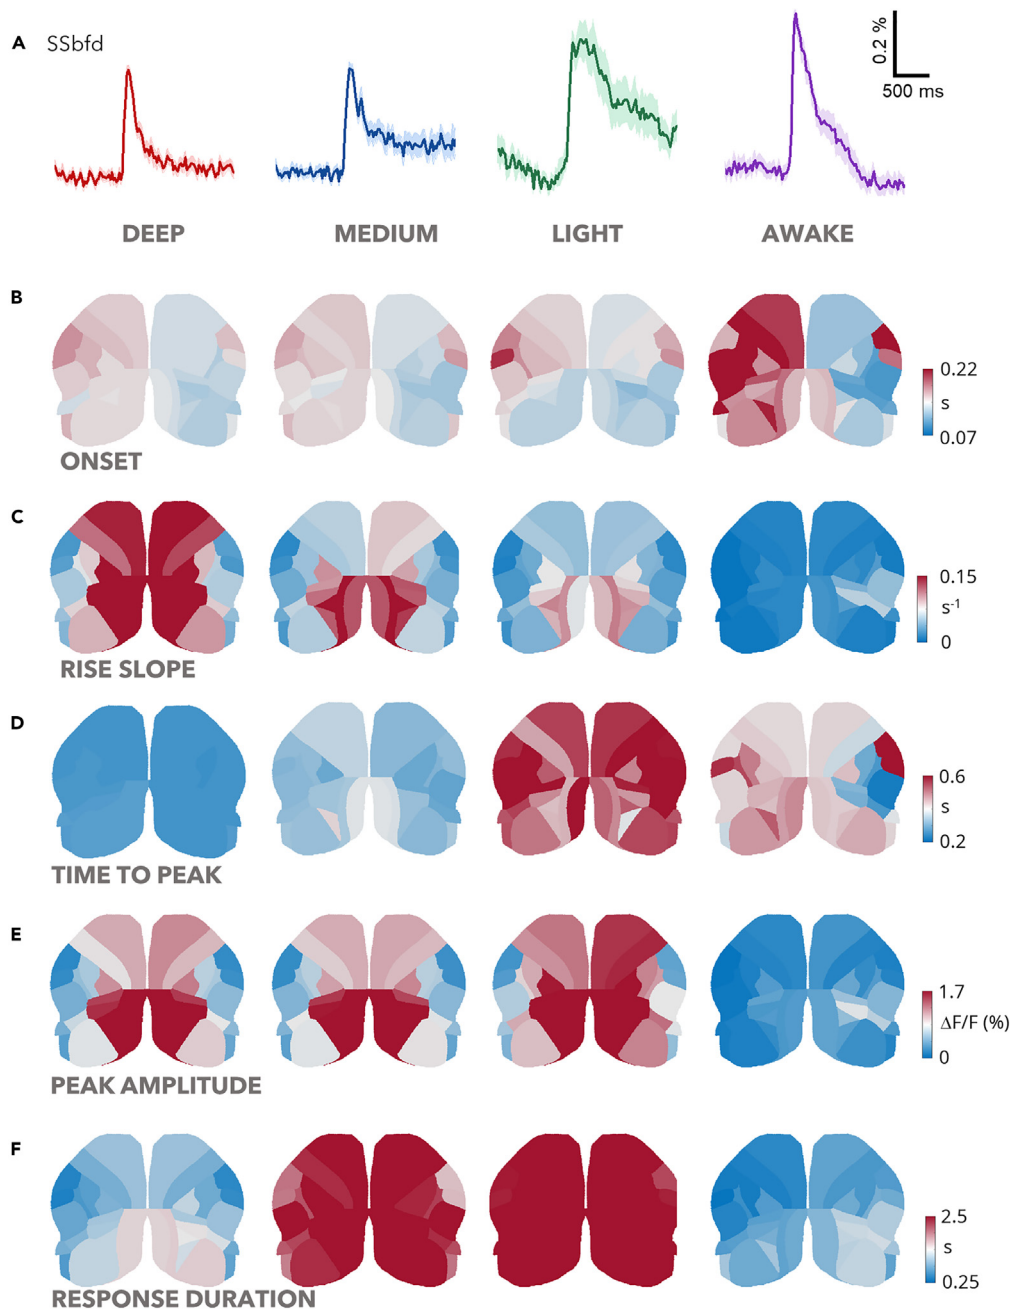 A SSbfd
0.2 %
500 ms
DEEP MEDIUM LIGHT AWAKE
B
0.22
s
0.07
ONSET
C
0.15
s-1
0
RISE SLOPE
D
0.6
s
0.2
TIME TO PEAK
E
1.7
ΔF/F (%)
0
PEAK AMPLITUDE
F
2.5
s
0.25
RESPONSE DURATION